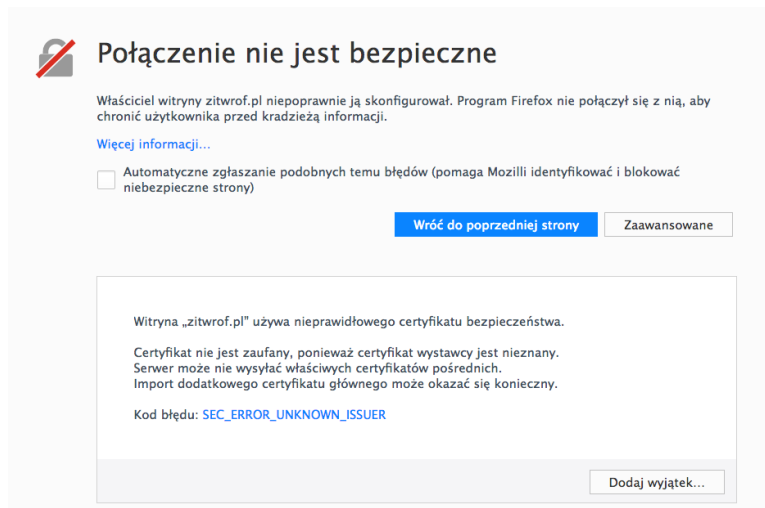 Połączenie nie jest bezpieczne
Właściciel witryny zitwrof.pl niepoprawnie ją skonfigurował. Program Firefox nie połączył się z nią, aby
chronić użytkownika przed kradzieżą informacji.
Więcej informacji...
Automatyczne zgłaszanie podobnych temu błędów (pomaga Mozilli identyfikować i blokować
niebezpieczne strony)
Wróć do poprzedniej strony
Zaawansowane
Witryna „zitwrof.pl” używa nieprawidłowego certyfikatu bezpieczeństwa.
Certyfikat nie jest zaufany, ponieważ certyfikat wystawcy jest nieznany.
Serwer może nie wysyłać właściwych certyfikatów pośrednich.
Import dodatkowego certyfikatu głównego może okazać się konieczny.
Kod błędu: SEC_ERROR_UNKNOWN_ISSUER
Dodaj wyjątek...